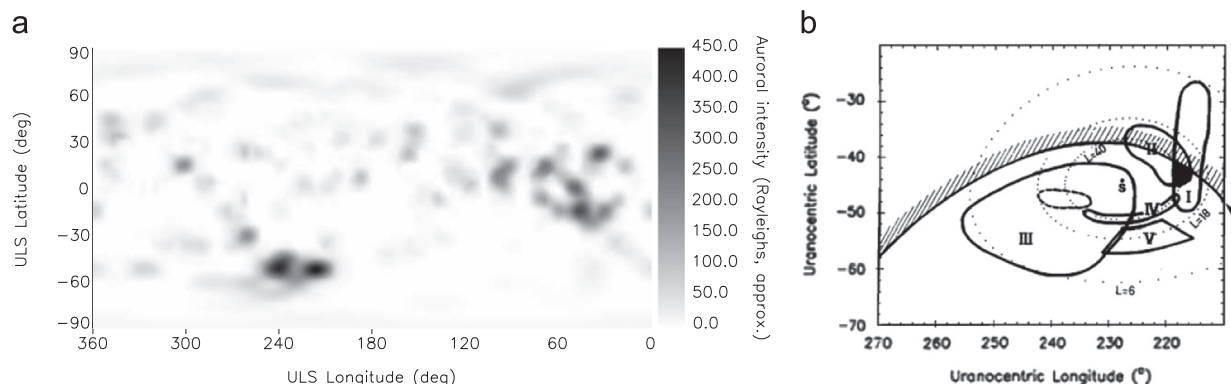 a
90
60
30
0
−30
−60
−90
ULS Latitude (deg)
360 300 240 180 120 60 0
ULS Longitude (deg)
450.0
400.0
350.0
300.0
250.0
200.0
150.0
100.0
50.0
0.0
Auroral intensity (Rayleighs, approx.)
b
−30
−40
−50
−60
−70
Uranocentric Latitude (°)
270 260 250 240 230 220
Uranocentric Longitude (°)
II
L=40
S
I
IV
L=18
III
V
L=6